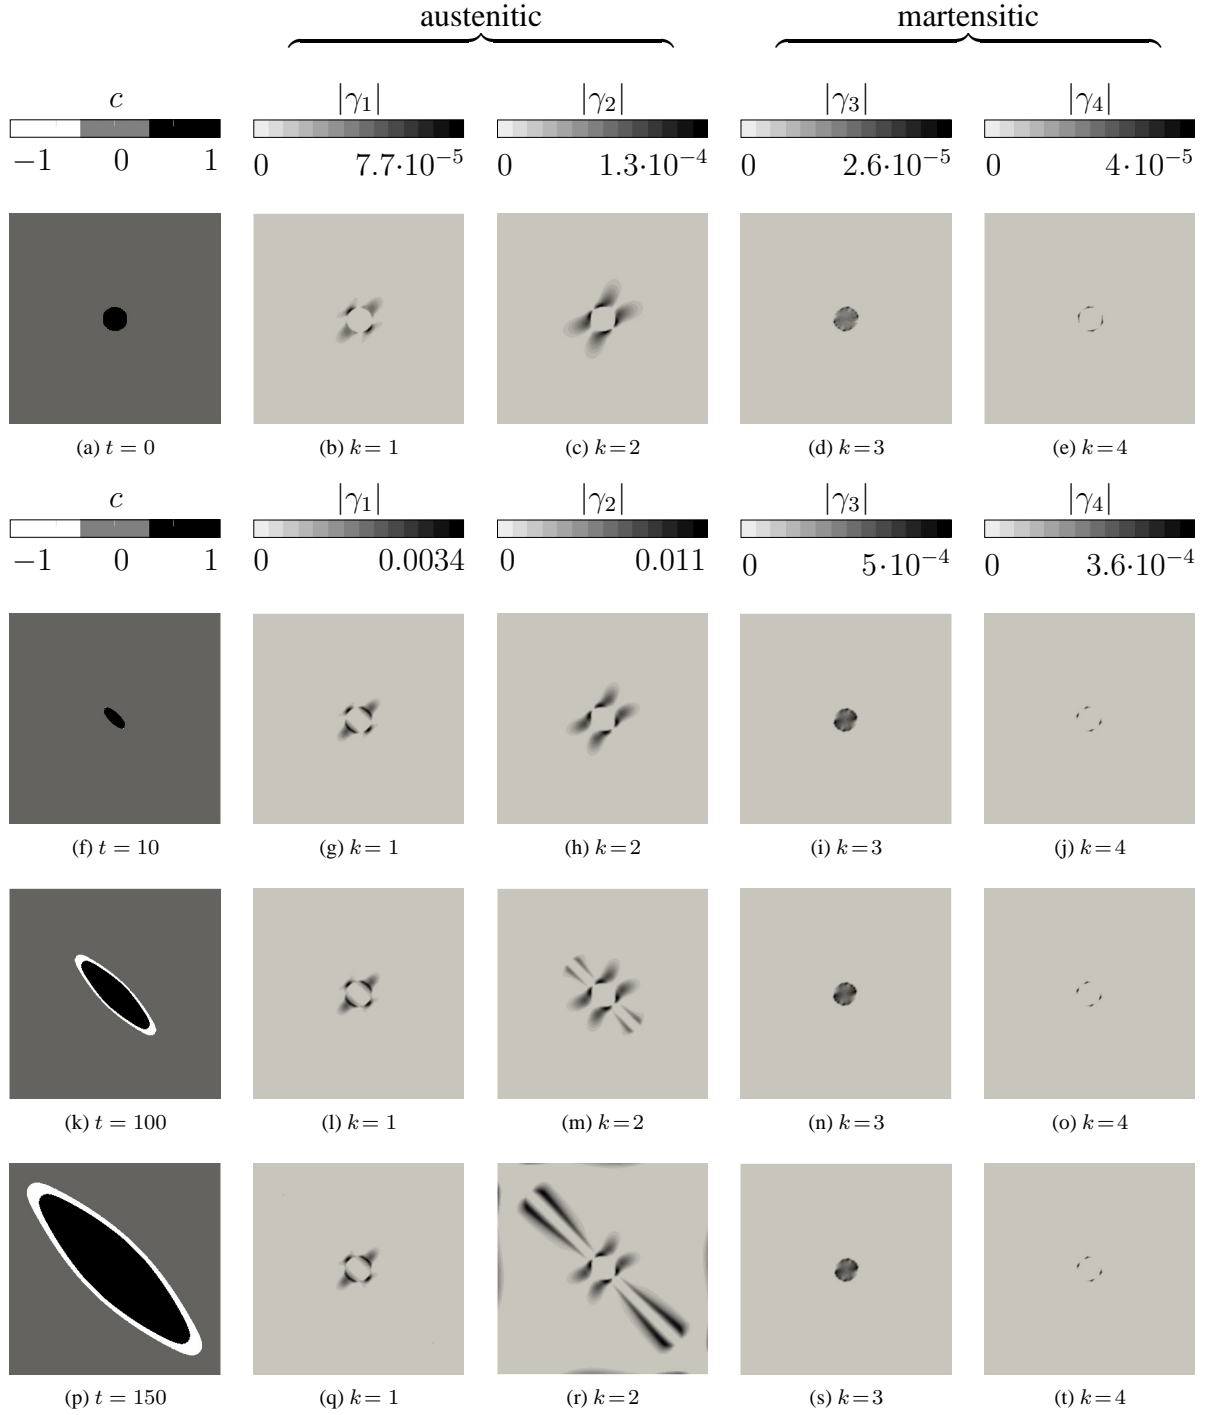 austenitic martensitic
c |γ₁| |γ₂| |γ₃| |γ₄|
−1 0 1 0 7.7·10⁻⁵ 0 1.3·10⁻⁴ 0 2.6·10⁻⁵ 0 4·10⁻⁵
(a) t = 0 (b) k = 1 (c) k = 2 (d) k = 3 (e) k = 4
c |γ₁| |γ₂| |γ₃| |γ₄|
−1 0 1 0 0.0034 0 0.011 0 5·10⁻⁴ 0 3.6·10⁻⁴
(f) t = 10 (g) k = 1 (h) k = 2 (i) k = 3 (j) k = 4
(k) t = 100 (l) k = 1 (m) k = 2 (n) k = 3 (o) k = 4
(p) t = 150 (q) k = 1 (r) k = 2 (s) k = 3 (t) k = 4